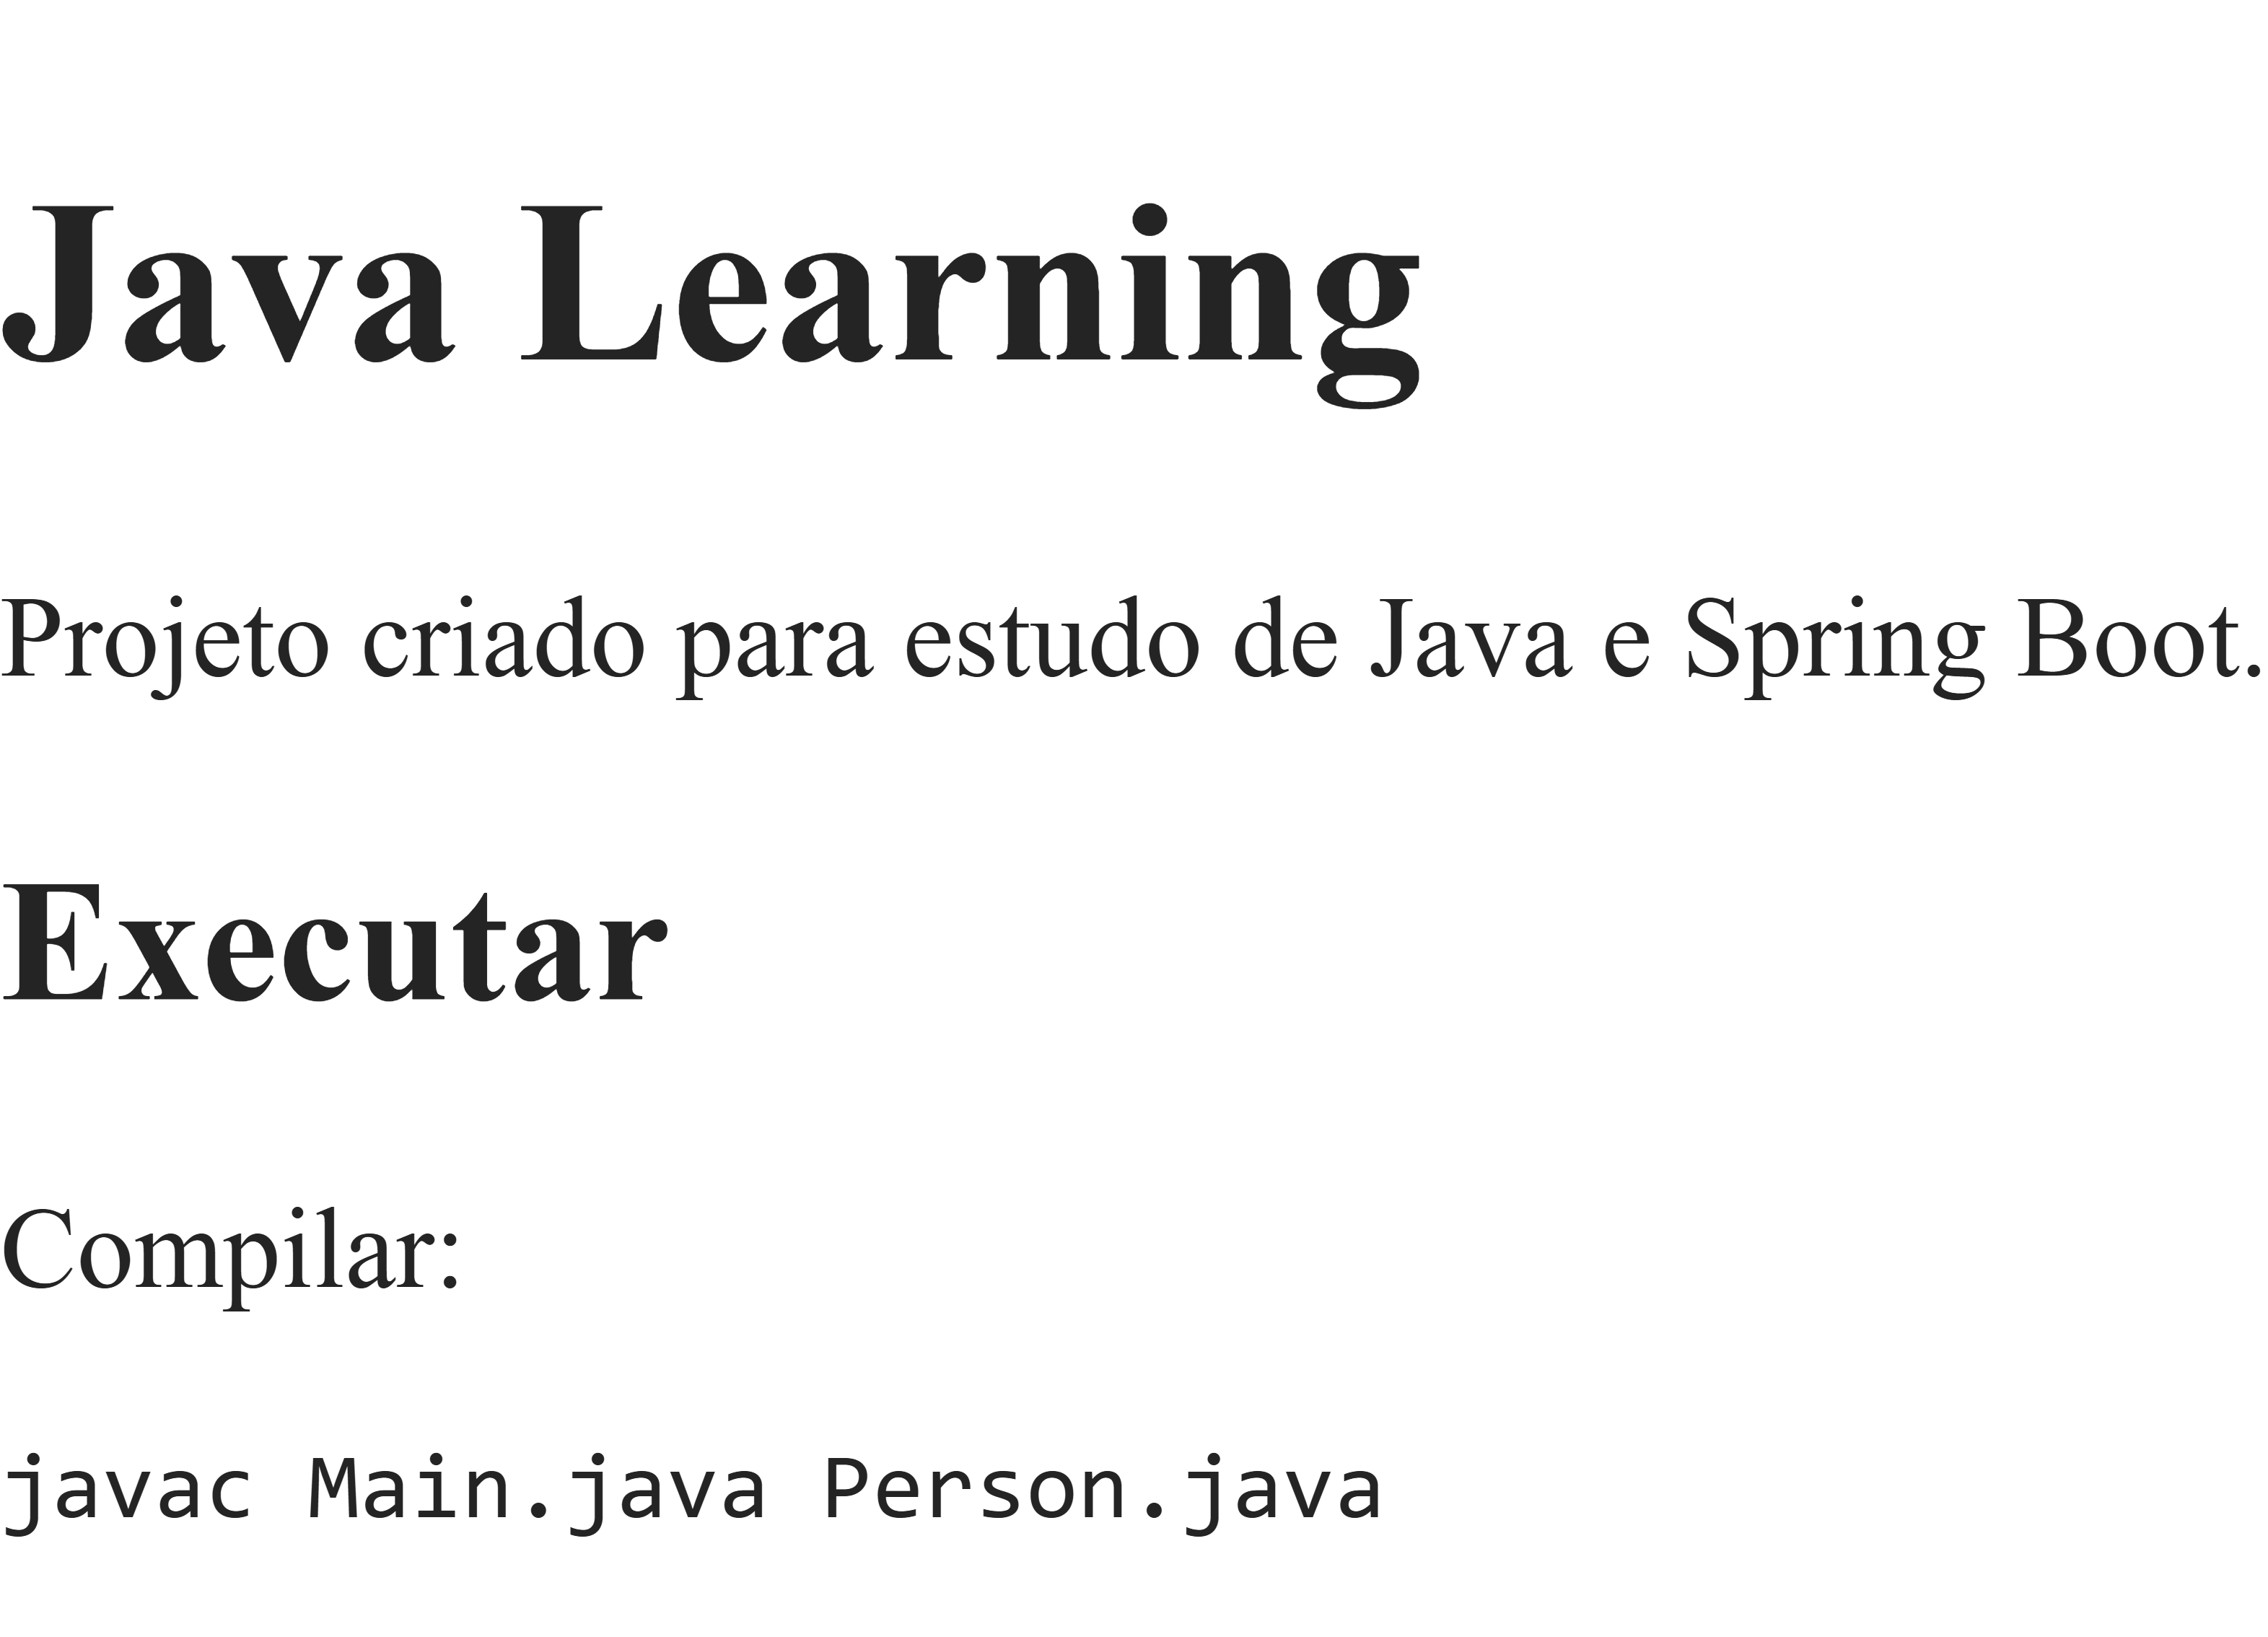 Java Learning
Projeto criado para estudo de Java e Spring Boot.
Executar
Compilar:
javac Main.java Person.java